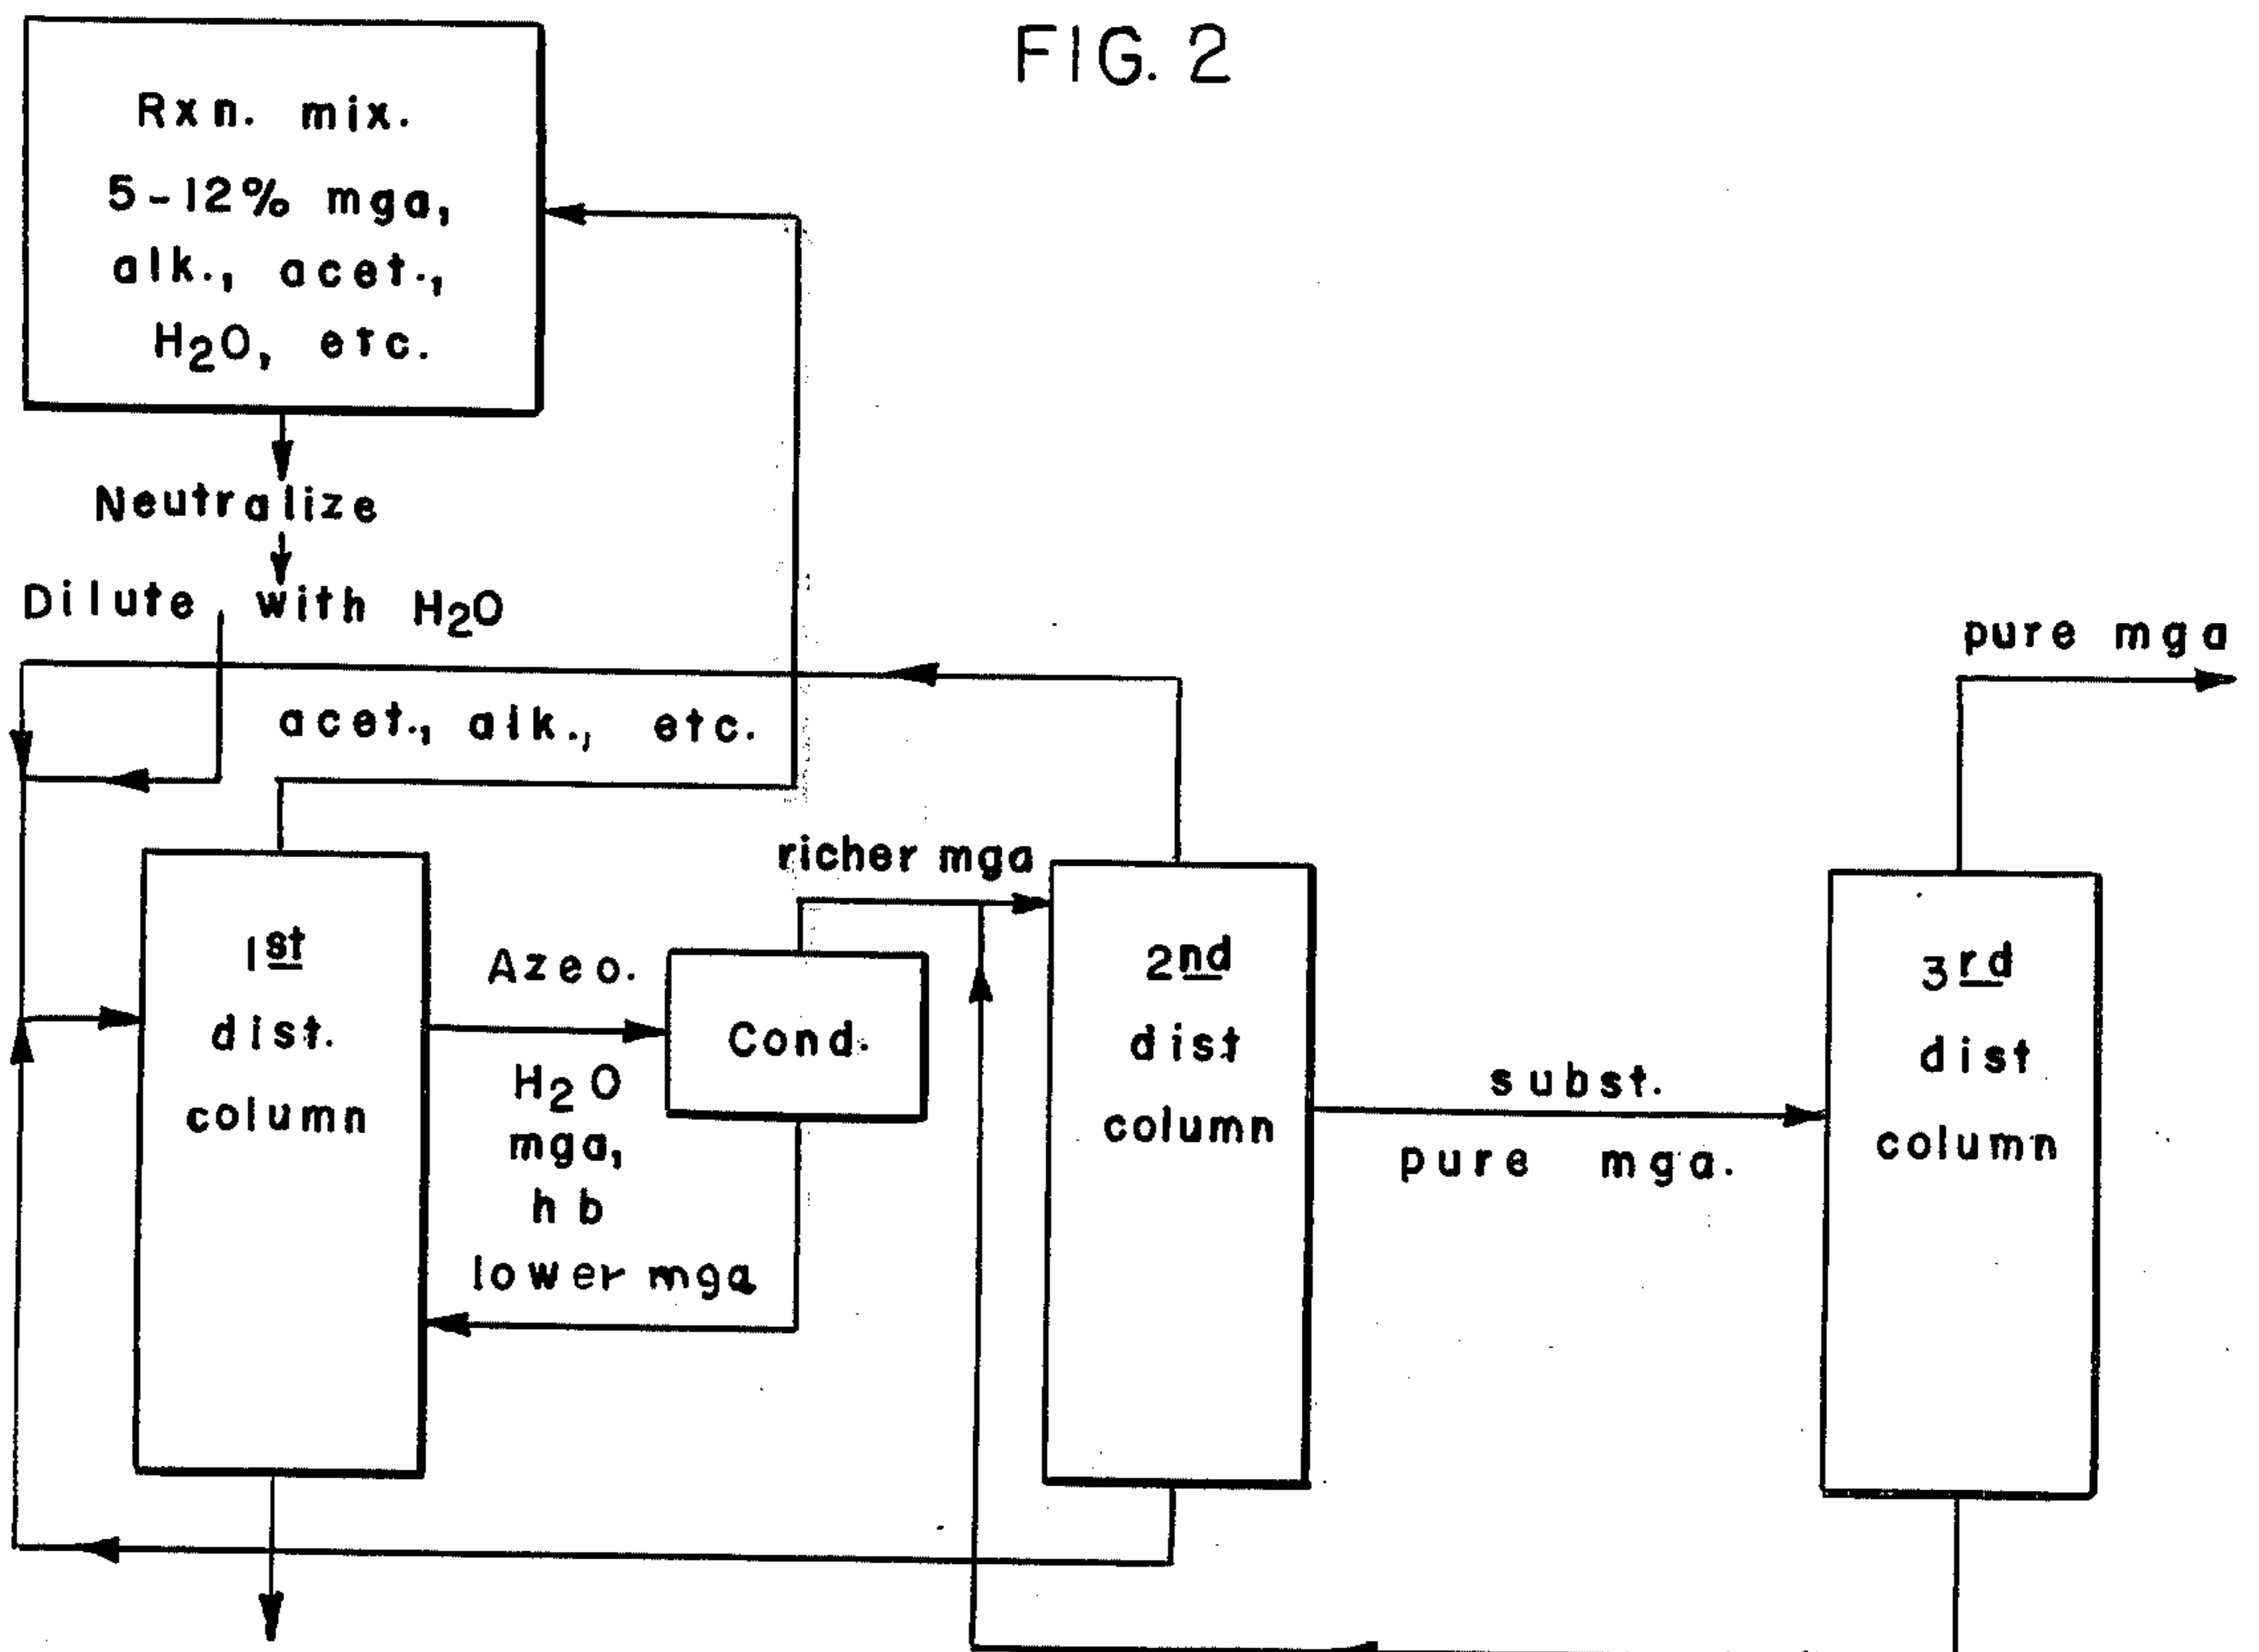 FIG. 2
Rxn. mix.
5-12% mga,
alk., acet.,
H2O, etc.
Neutralize
Dilute with H2O
acet., alk., etc.
pure mga
richer mga
1st
dist.
column
Azeo.
H2O
mga,
hb
lower mga
Cond.
2nd
dist
column
subst.
pure mga.
3rd
dist
column